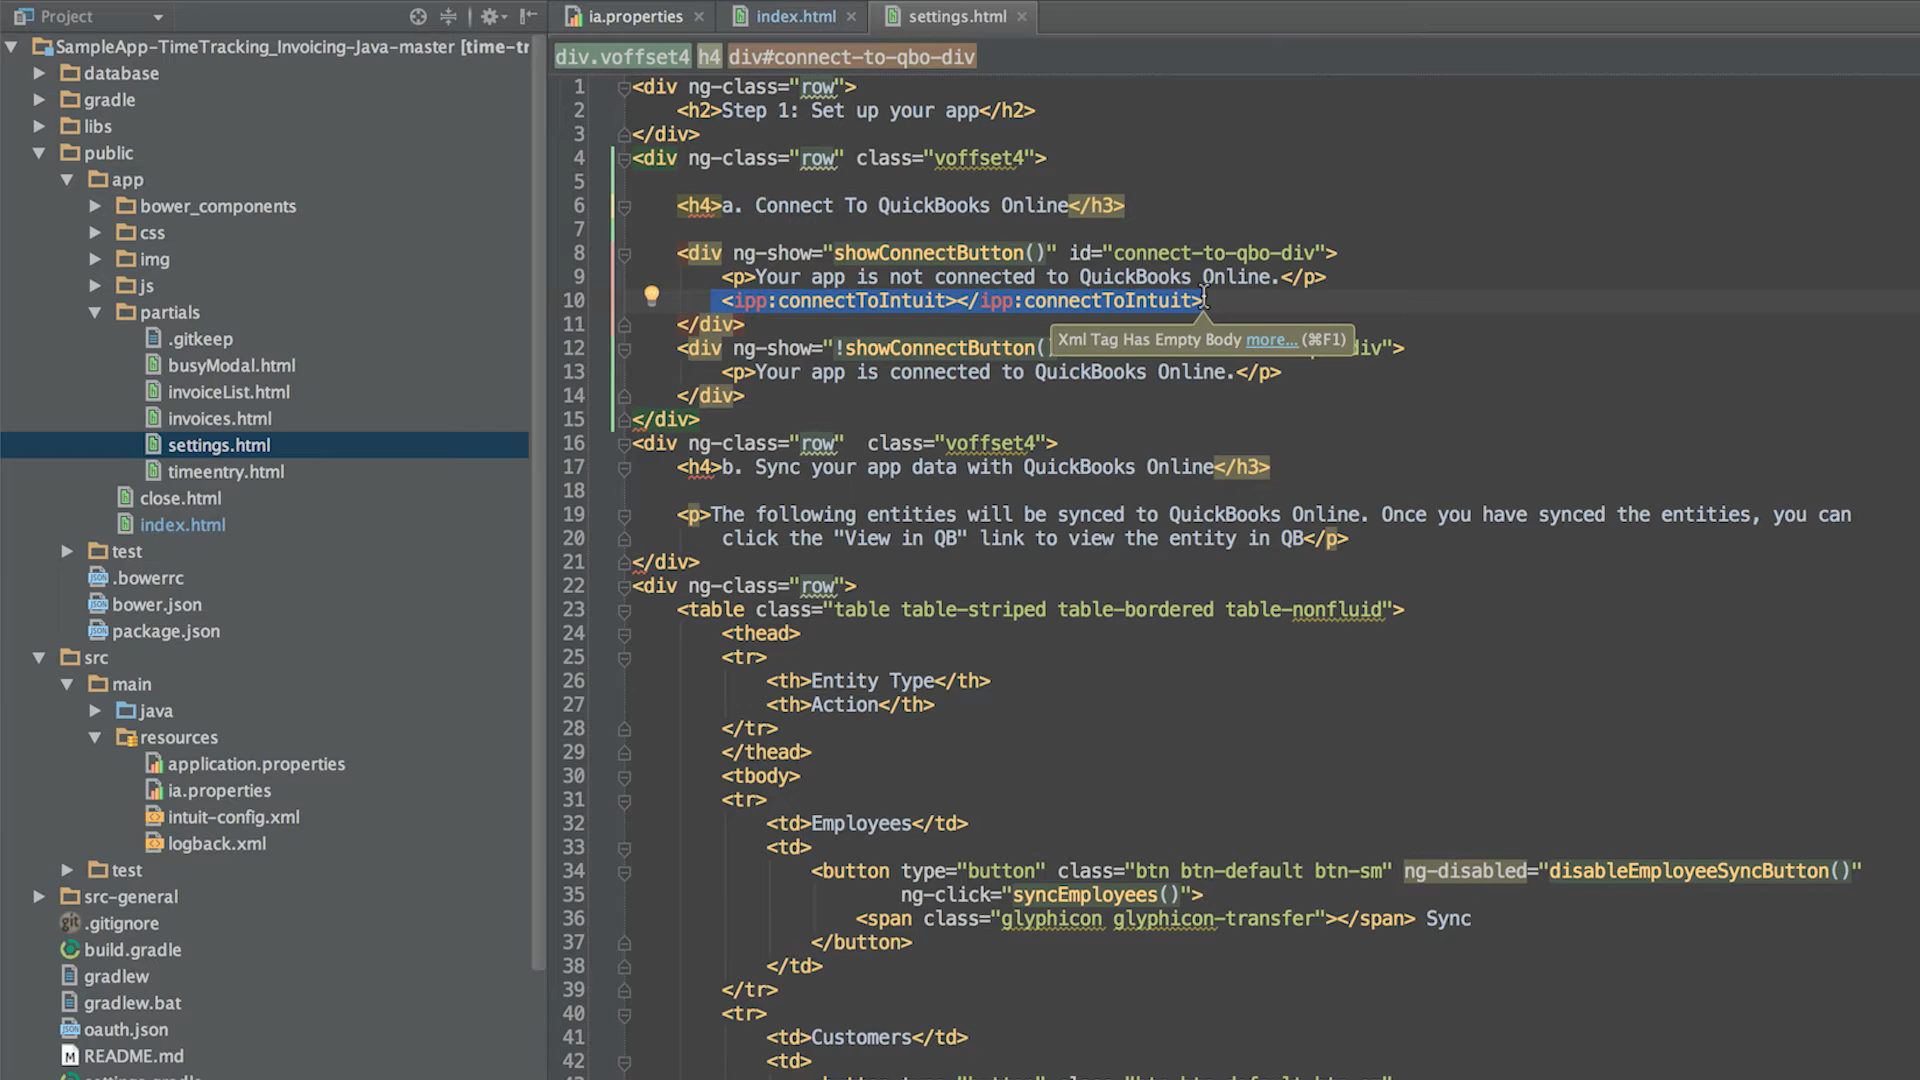 Project
SampleApp-TimeTracking_Invoicing-Java-master [time-tr
database
gradle
libs
public
app
bower_components
css
img
js
partials
.gitkeep
busyModal.html
invoiceList.html
invoices.html
settings.html
timeentry.html
close.html
index.html
test
.bowerrc
bower.json
package.json
src
main
java
resources
application.properties
ia.properties
intuit-config.xml
logback.xml
test
src-general
.gitignore
build.gradle
gradlew
gradlew.bat
oauth.json
README.md
ia.properties index.html settings.html
div.voffset4 h4 div#connect-to-qbo-div
1 <div ng-class="row">
2 <h2>Step 1: Set up your app</h2>
3 </div>
4 <div ng-class="row" class="voffset4">
5
6 <h4>a. Connect To QuickBooks Online</h3>
7
8 <div ng-show="showConnectButton()" id="connect-to-qbo-div">
9 <p>Your app is not connected to QuickBooks Online.</p>
10 <ipp:connectToIntuit></ipp:connectToIntuit>
11 </div>
Xml Tag Has Empty Body more... (⌘F1)
12 <div ng-show="!showConnectButton( div">
13 <p>Your app is connected to QuickBooks Online.</p>
14 </div>
15 </div>
16 <div ng-class="row" class="voffset4">
17 <h4>b. Sync your app data with QuickBooks Online</h3>
18
19 <p>The following entities will be synced to QuickBooks Online. Once you have synced the entities, you can
20 click the "View in QB" link to view the entity in QB</p>
21 </div>
22 <div ng-class="row">
23 <table class="table table-striped table-bordered table-nonfluid">
24 <thead>
25 <tr>
26 <th>Entity Type</th>
27 <th>Action</th>
28 </tr>
29 </thead>
30 <tbody>
31 <tr>
32 <td>Employees</td>
33 <td>
34 <button type="button" class="btn btn-default btn-sm" ng-disabled="disableEmployeeSyncButton()"
35 ng-click="syncEmployees()">
36 <span class="glyphicon glyphicon-transfer"></span> Sync
37 </button>
38 </td>
39 </tr>
40 <tr>
41 <td>Customers</td>
42 <td>